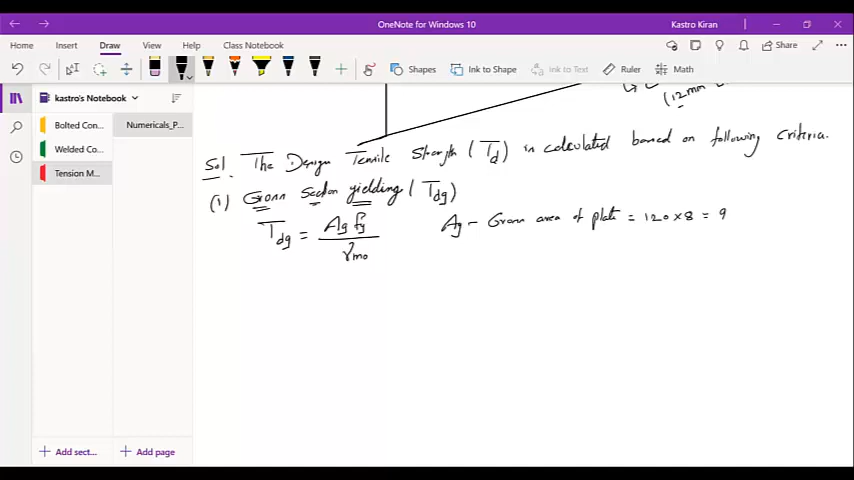 OneNote for Windows 10
Kastro Kiran
Home Insert Draw View Help Class Notebook Share
Shapes Ink to Shape Ink to Text Ruler Math
kastro's Notebook
Bolted Con...
Welded Co...
Tension M...
Numericals_P...
(12mm
Sol. The Design Tensile Strength (Td) is calculated based on following criteria.
(i) Gross Section yielding (Tdg)
Tdg = Ag fy / γmo
Ag - Gross area of plate = 120 × 8 = 9
Add sect...
Add page